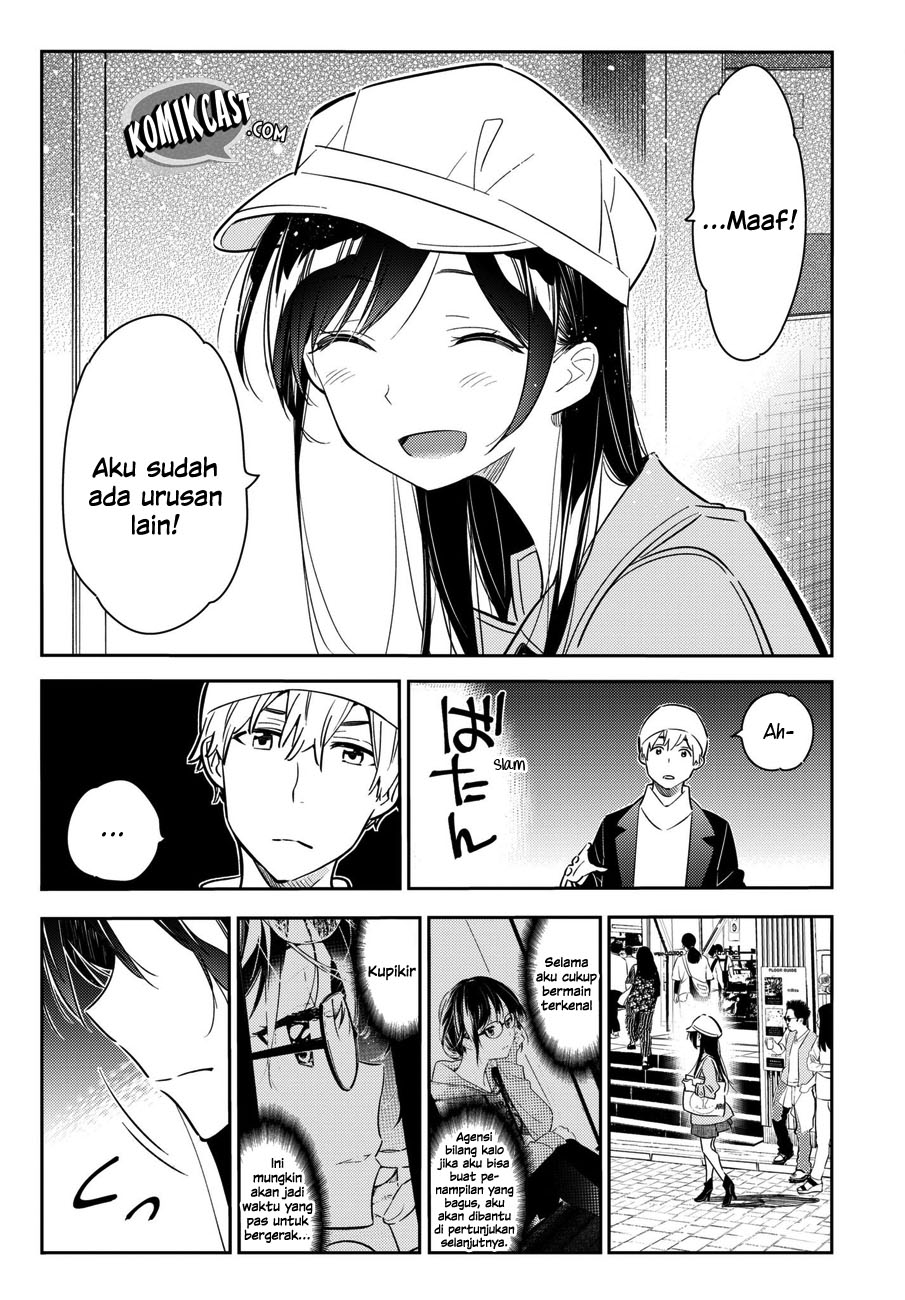 KOMIKCAST
.COM
...Maaf!
Aku sudah
ada urusan
lain!
Ah-
ぼたん
Slam
...
FLOOR GUIDE
Selama
aku cukup
bermain
terkenal
Agensi
bilang kalo
jika aku bisa
buat pe-
nampilan yang
bagus, aku
akan dibantu
di pertunjukan
selanjutnya.
Kupikir
Ini
mungkin
akan jadi
waktu yang
pas untuk
bergerak...